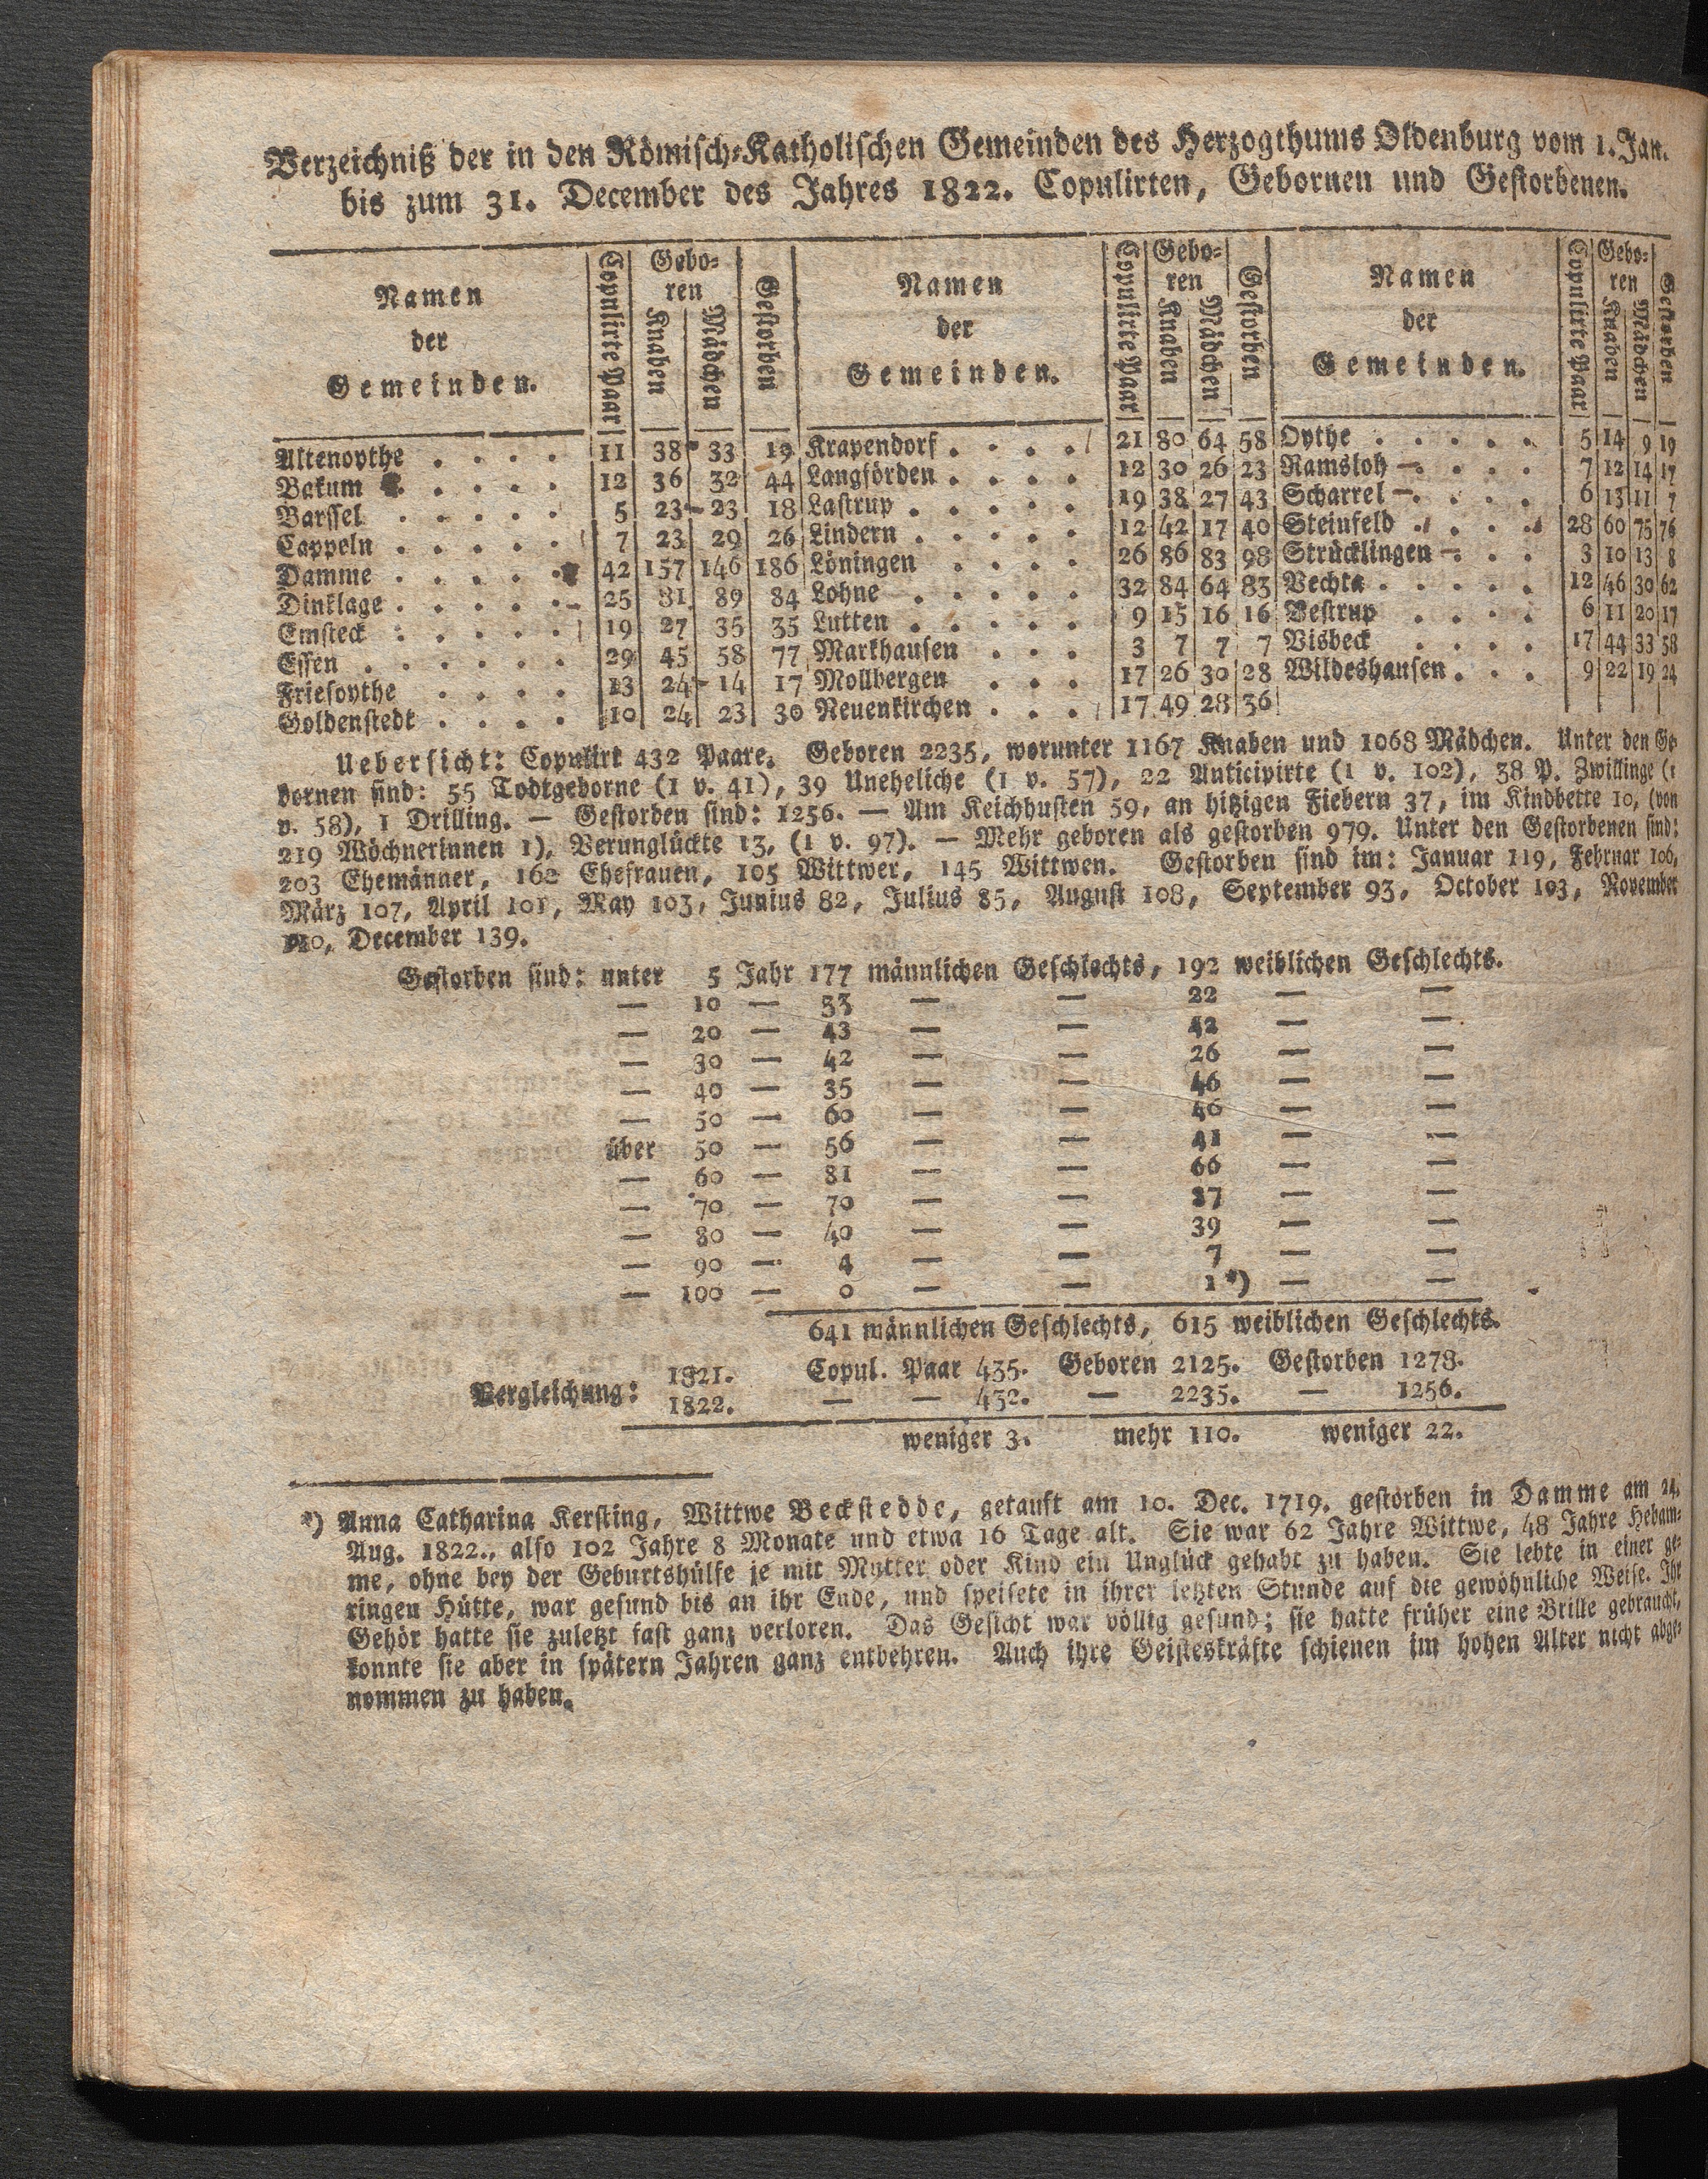 Verzeichniß der in den Römisch-Katholischen Gemeinden des Herzogthums Oldenburg vom 1. Jan.
bis zum 31. December des Jahres 1822. Copulirten, Gebornen und Gestorbenen.
Namen der Gemeinden. Copulirte Paar Geboren Knaben Mädchen Gestorben Namen der Gemeinden. Copulirte Paar Geboren Knaben Mädchen Gestorben Namen der Gemeinden. Copulirte Paar Geboren Knaben Mädchen Gestorben
Altenoythe . . . . 11 38 33 19 Krapendorf . . . . 21 80 64 58 Oythe . . . . . 5 14 9 19
Bakum . . . . . 12 36 32 44 Langförden . . . . 12 30 26 23 Ramsloh . . . . 7 12 14 17
Barssel . . . . . 5 23 23 18 Lastrup . . . . . 19 38 27 43 Scharrel . . . . 6 13 11 7
Cappeln . . . . . 7 23 29 26 Lindern . . . . . 12 42 17 40 Steinfeld . . . . 28 60 75 76
Damme . . . . . 42 157 146 186 Löningen . . . . 26 86 83 98 Strücklingen . . . 3 10 13 8
Dinklage . . . . . 25 81 89 84 Lohne . . . . . 32 84 64 83 Vechta . . . . . 12 46 30 62
Emsteck . . . . . 19 27 35 35 Lutten . . . . . 9 15 16 16 Vestrup . . . . 6 11 20 17
Essen . . . . . . 29 45 58 77 Markhausen . . . 3 7 7 7 Visbeck . . . . 17 44 33 38
Friesoythe . . . . 13 24 14 17 Mollbergen . . . 17 26 30 28 Wildeshausen . . . 9 22 19 24
Goldenstedt . . . . 10 24 23 30 Neuenkirchen . . . 17 49 28 36
Uebersicht: Copulirt 432 Paare. Geboren 2235, worunter 1167 Knaben und 1068 Mädchen. Unter den Ge-
bornen sind: 55 Todtgeborne (1 v. 41), 39 Uneheliche (1 v. 57), 22 Anticipirte (1 v. 102), 38 P. Zwillinge (1
v. 58), 1 Drilling. — Gestorben sind: 1256. — Am Keichhusten 59, an hitzigen Fiebern 37, im Kindbette 10, (von
219 Wöchnerinnen 1), Verunglückte 13, (1 v. 97). — Mehr geboren als gestorben 979. Unter den Gestorbenen sind:
203 Ehemänner, 162 Ehefrauen, 105 Wittwer, 145 Wittwen. Gestorben sind im: Januar 119, Februar 106,
März 107, April 101, May 103, Junius 82, Julius 85, August 108, September 93, October 103, November
110, December 139.
Gestorben sind: unter 5 Jahr 177 männlichen Geschlechts, 192 weiblichen Geschlechts.
— 10 — 33 — — 22 — —
— 20 — 43 — — 42 — —
— 30 — 42 — — 26 — —
— 40 — 35 — — 46 — —
— 50 — 60 — — 46 — —
über 50 — 56 — — 41 — —
— 60 — 81 — — 66 — —
— 70 — 70 — — 87 — —
— 80 — 40 — — 39 — —
— 90 — 4 — — 7 — —
— 100 — 0 — — 1*) — —
641 männlichen Geschlechts, 615 weiblichen Geschlechts.
Vergleichung: 1821. Copul. Paar 435. Geboren 2125. Gestorben 1278.
1822. — — 432. — 2235. — 1256.
weniger 3. mehr 110. weniger 22.
*) Anna Catharina Kersting, Wittwe Beckstedde, getauft am 10. Dec. 1719. gestorben in Damme am 24.
Aug. 1822., also 102 Jahre 8 Monate und etwa 16 Tage alt. Sie war 62 Jahre Wittwe, 48 Jahre Hebam-
me, ohne bey der Geburtshülfe je mit Mutter oder Kind ein Unglück gehabt zu haben. Sie lebte in einer ge-
ringen Hütte, war gesund bis an ihr Ende, und speisete in ihrer letzten Stunde auf die gewöhnliche Weise. Ihr
Gehör hatte sie zuletzt fast ganz verloren. Das Gesicht war völlig gesund; sie hatte früher eine Brille gebraucht,
konnte sie aber in spätern Jahren ganz entbehren. Auch ihre Geisteskräfte schienen im hohen Alter nicht abge-
nommen zu haben.